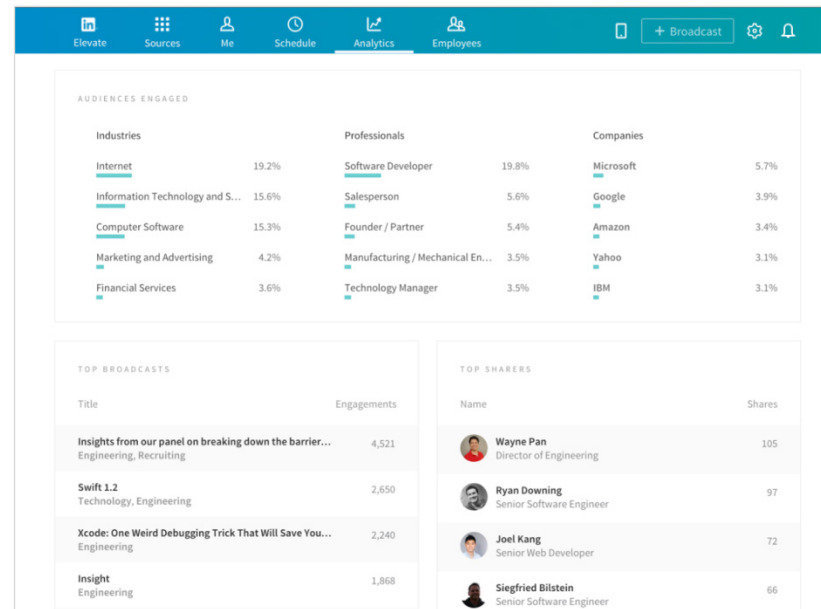 in
Elevate
Sources
Me
Schedule
Analytics
Employees
+ Broadcast
AUDIENCES ENGAGED
Industries
Internet 19.2%
Information Technology and S... 15.6%
Computer Software 15.3%
Marketing and Advertising 4.2%
Financial Services 3.6%
Professionals
Software Developer 19.8%
Salesperson 5.6%
Founder / Partner 5.4%
Manufacturing / Mechanical En... 3.5%
Technology Manager 3.5%
Companies
Microsoft 5.7%
Google 3.9%
Amazon 3.4%
Yahoo 3.1%
IBM 3.1%
TOP BROADCASTS
Title Engagements
Insights from our panel on breaking down the barrier... 4,521
Engineering, Recruiting
Swift 1.2 2,650
Technology, Engineering
Xcode: One Weird Debugging Trick That Will Save You... 2,240
Engineering
Insight 1,868
Engineering
TOP SHARERS
Name Shares
Wayne Pan 105
Director of Engineering
Ryan Downing 97
Senior Software Engineer
Joel Kang 72
Senior Web Developer
Siegfried Bilstein 66
Senior Software Engineer